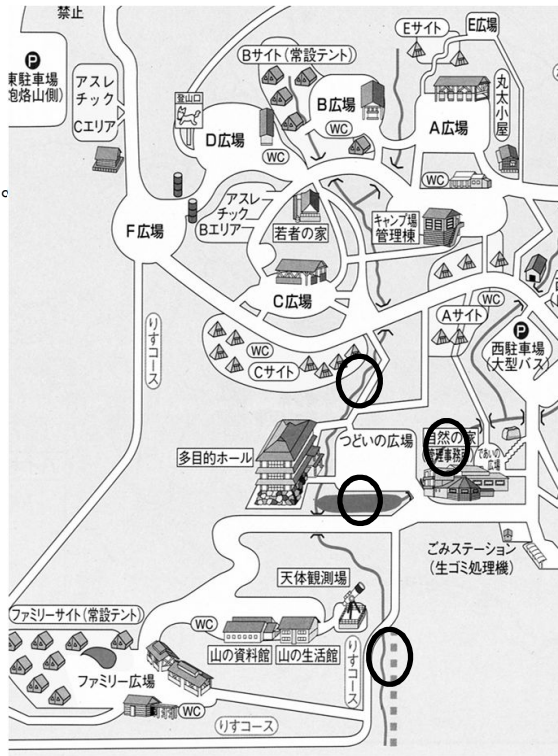 禁止
P
東駐車場
(炮烙山側)
アスレ
チック
Cエリア
登山口
Bサイト(常設テント)
Eサイト
E広場
B広場
丸太小屋
A広場
D広場
WC
WC
WC
アスレ
チック
Bエリア
若者の家
キャンプ場
管理棟
F広場
C広場
りすコース
WC
Cサイト
WC
Aサイト
P
西駐車場
(大型バス)
多目的ホール
つどいの広場
自然の家
(管理事務所)
であいの
広場
ごみステーション
(生ゴミ処理機)
天体観測場
ファミリーサイト(常設テント)
WC
山の資料館
山の生活館
りすコース
ファミリー広場
WC
りすコース